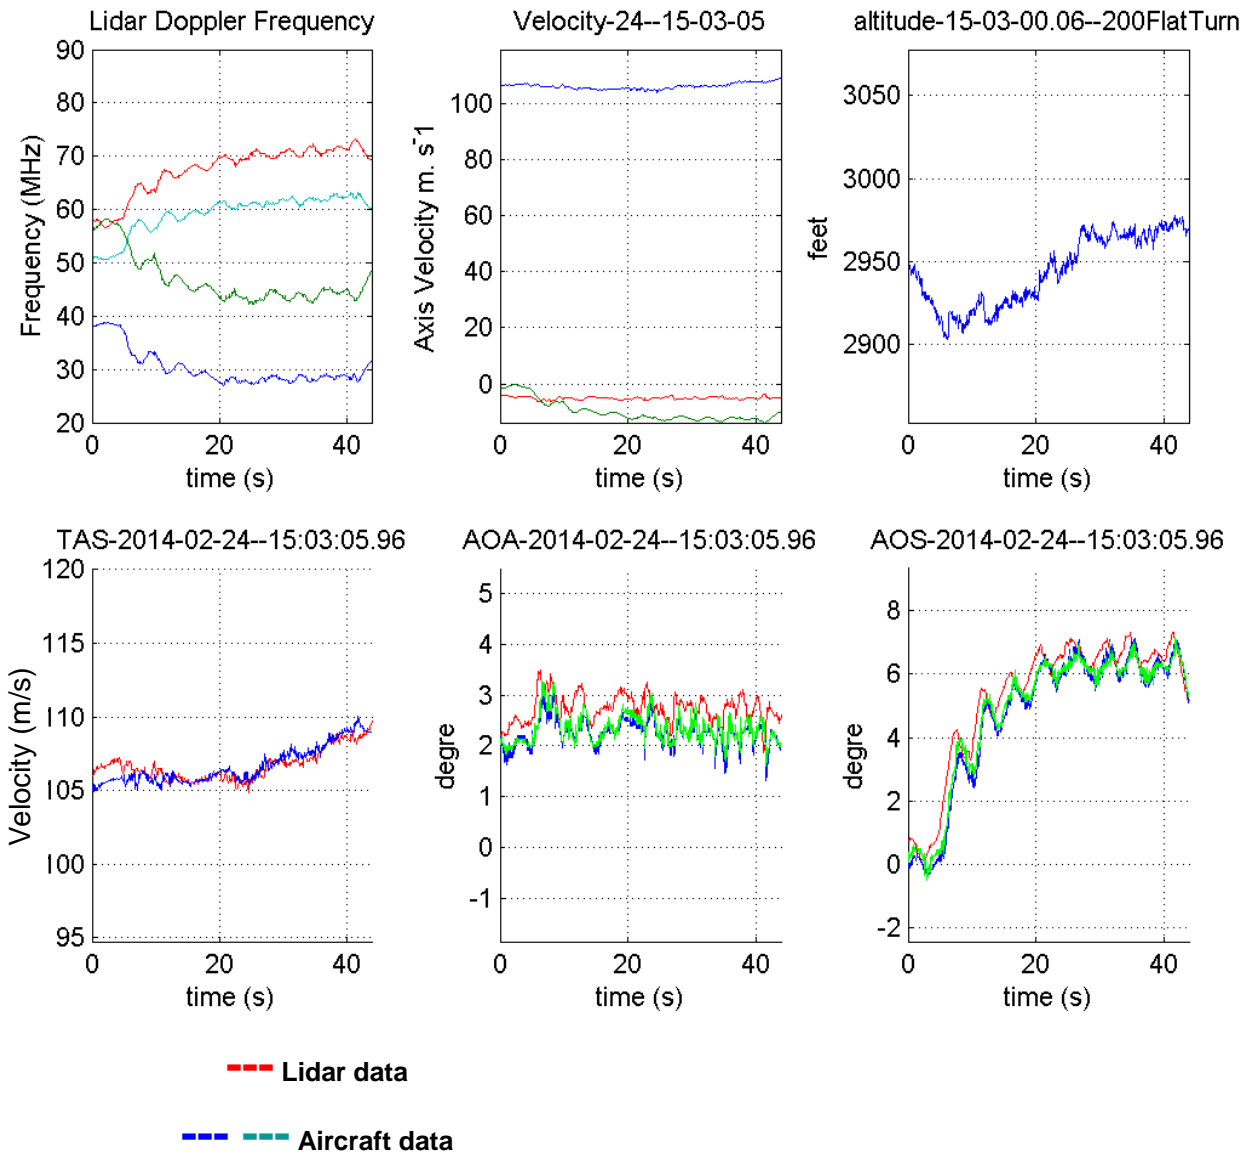 Lidar Doppler Frequency
90
80
70
60
50
40
30
20
Frequency (MHz)
0 20 40
time (s)
Velocity-24--15-03-05
100
80
60
40
20
0
Axis Velocity m. s-1
0 20 40
time (s)
altitude-15-03-00.06--200FlatTurn
3050
3000
2950
2900
feet
0 20 40
time (s)
TAS-2014-02-24--15:03:05.96
120
115
110
105
100
95
Velocity (m/s)
0 20 40
time (s)
AOA-2014-02-24--15:03:05.96
5
4
3
2
1
0
-1
degre
0 20 40
time (s)
AOS-2014-02-24--15:03:05.96
8
6
4
2
0
-2
degre
0 20 40
time (s)
Lidar data
Aircraft data